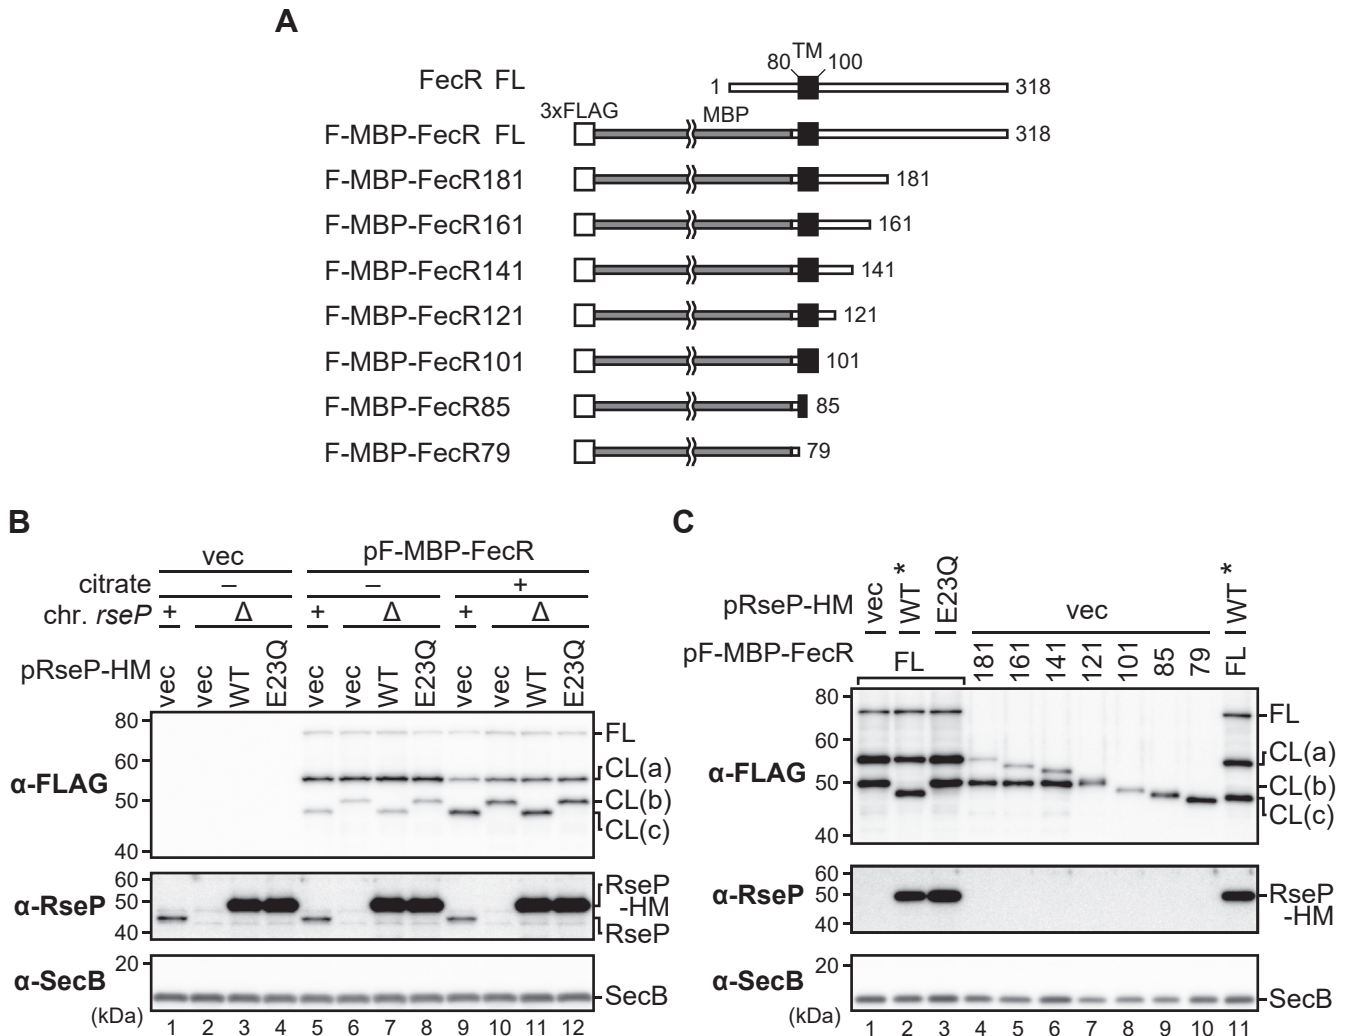 A
TM
80 100
FecR FL 1 318
3xFLAG MBP
F-MBP-FecR FL 318
F-MBP-FecR181 181
F-MBP-FecR161 161
F-MBP-FecR141 141
F-MBP-FecR121 121
F-MBP-FecR101 101
F-MBP-FecR85 85
F-MBP-FecR79 79
B
vec pF-MBP-FecR
citrate – – +
chr. rseP + Δ + Δ + Δ
pRseP-HM vec vec WT E23Q vec vec WT E23Q vec vec WT E23Q
80
60
50
40
α-FLAG
FL
CL(a)
CL(b)
CL(c)
60
50
40
α-RseP
RseP
-HM
RseP
20
α-SecB
SecB
(kDa)
1 2 3 4 5 6 7 8 9 10 11 12
C
pRseP-HM vec WT* E23Q vec WT*
pF-MBP-FecR FL 181 161 141 121 101 85 79 FL
80
60
50
40
α-FLAG
FL
CL(a)
CL(b)
CL(c)
60
50
40
α-RseP
RseP
-HM
20
α-SecB
SecB
(kDa)
1 2 3 4 5 6 7 8 9 10 11